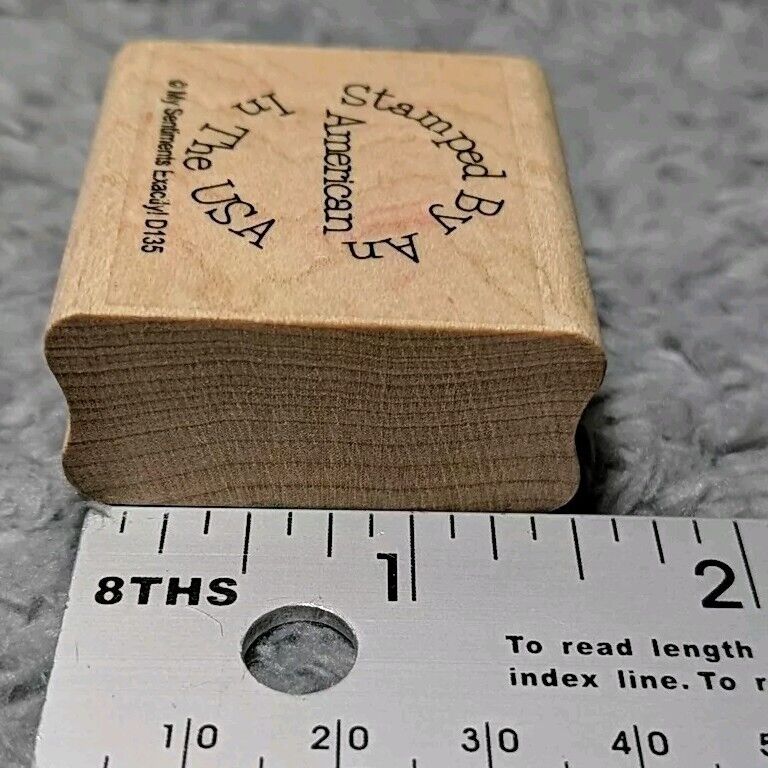 Stamped By An
American
In The USA
© My Sentiments Exactly! D135
8THS
1 2
To read length
index line. To
10 20 30 40